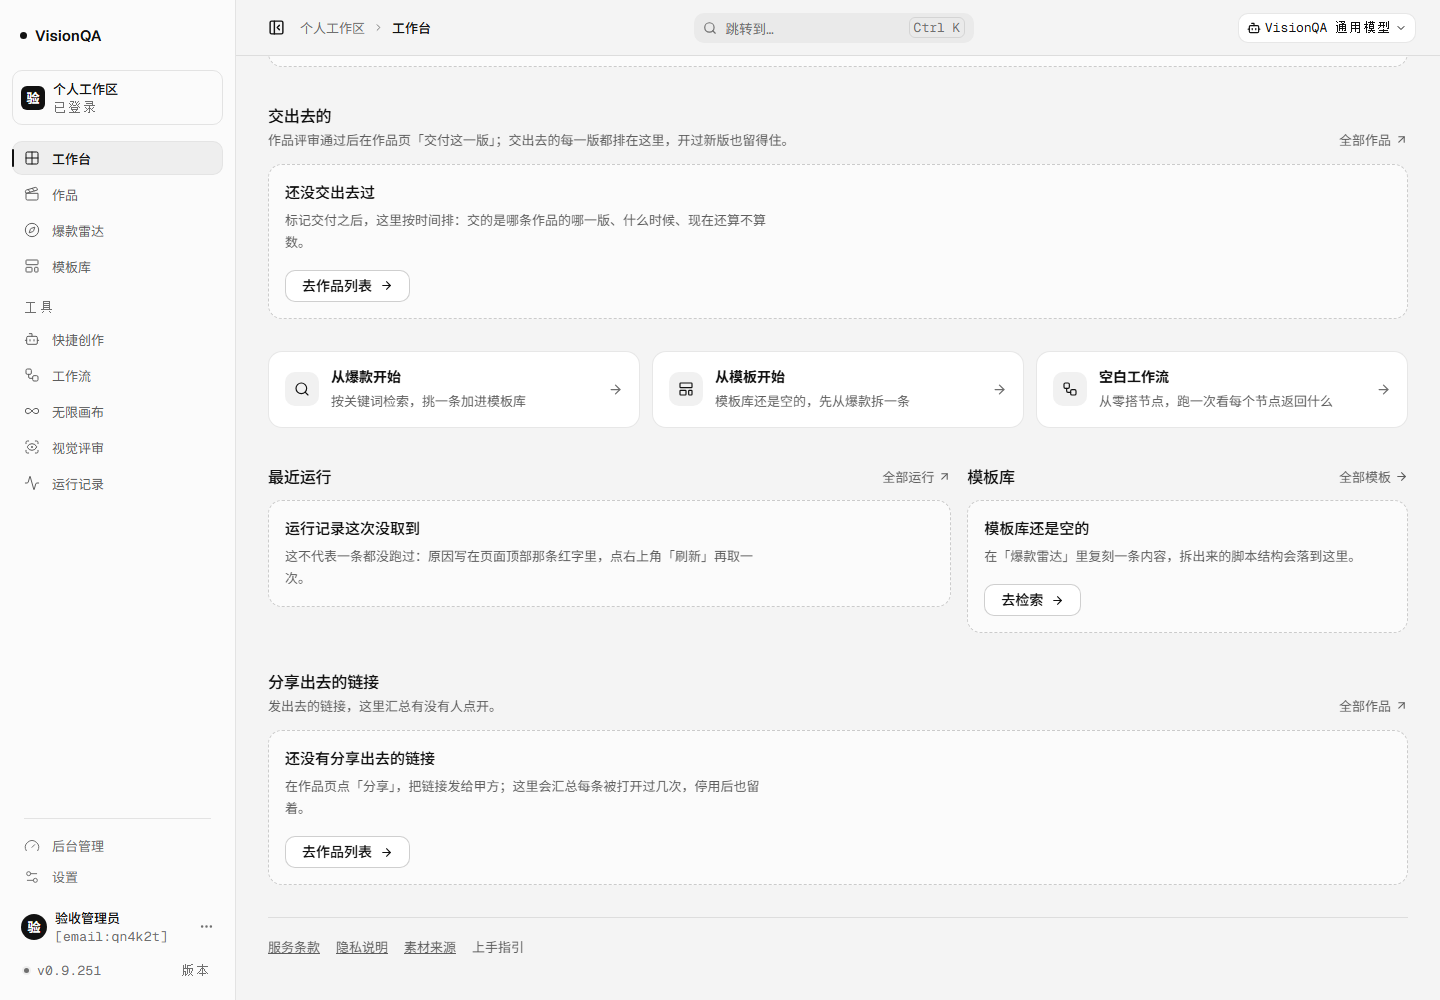 VisionQA
验
个人工作区
已登录
工作台
作品
爆款雷达
模板库
工具
快捷创作
工作流
无限画布
视觉评审
运行记录
后台管理
设置
验
验收管理员
[email:qn4k2t]
v0.9.251
版本
个人工作区
工作台
跳转到…
Ctrl K
VisionQA 通用模型
交出去的
作品评审通过后在作品页「交付这一版」；交出去的每一版都排在这里，开过新版也留得住。
全部作品
还没交出去过
标记交付之后，这里按时间排：交的是哪条作品的哪一版、什么时候、现在还算不算
数。
去作品列表
从爆款开始
按关键词检索，挑一条加进模板库
从模板开始
模板库还是空的，先从爆款拆一条
空白工作流
从零搭节点，跑一次看每个节点返回什么
最近运行
全部运行
运行记录这次没取到
这不代表一条都没跑过：原因写在页面顶部那条红字里，点右上角「刷新」再取一
次。
模板库
全部模板
模板库还是空的
在「爆款雷达」里复刻一条内容，拆出来的脚本结构会落到这里。
去检索
分享出去的链接
发出去的链接，这里汇总有没有人点开。
全部作品
还没有分享出去的链接
在作品页点「分享」，把链接发给甲方；这里会汇总每条被打开过几次，停用后也留
着。
去作品列表
服务条款
隐私说明
素材来源
上手指引